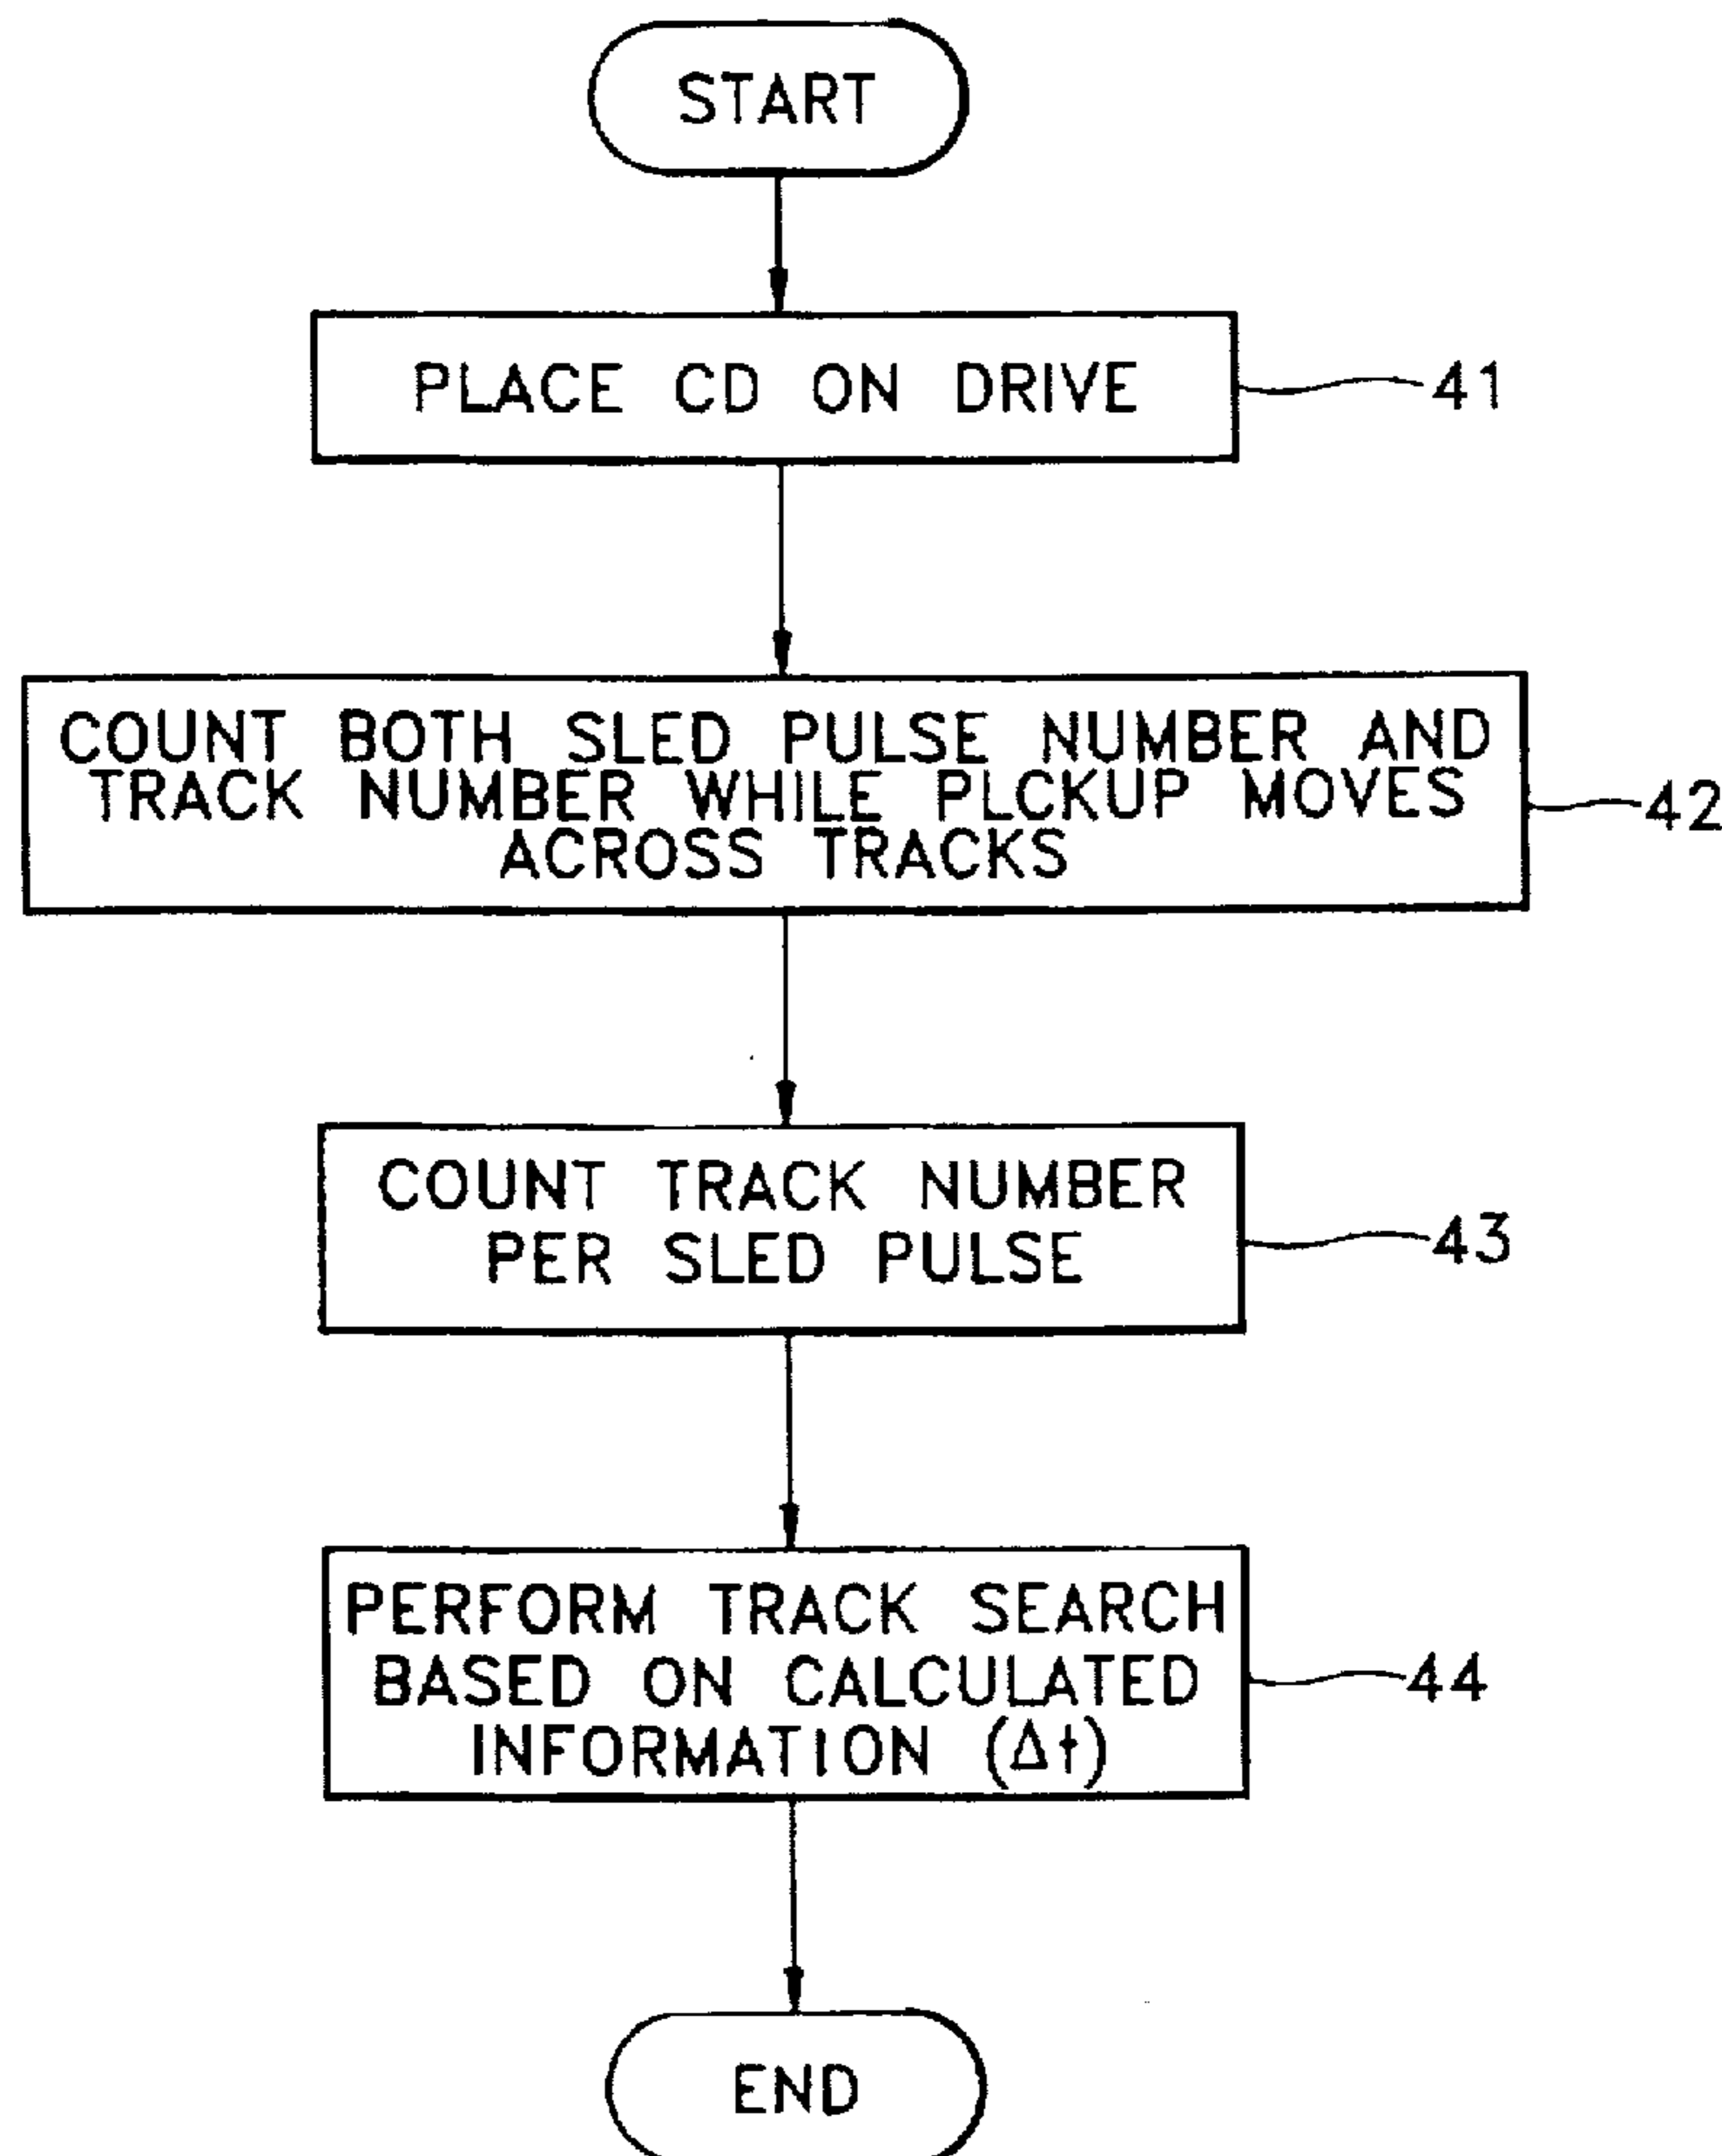 START
PLACE CD ON DRIVE
41
COUNT BOTH SLED PULSE NUMBER AND
TRACK NUMBER WHILE PLCKUP MOVES
ACROSS TRACKS
42
COUNT TRACK NUMBER
PER SLED PULSE
43
PERFORM TRACK SEARCH
BASED ON CALCULATED
INFORMATION (Δt)
44
END